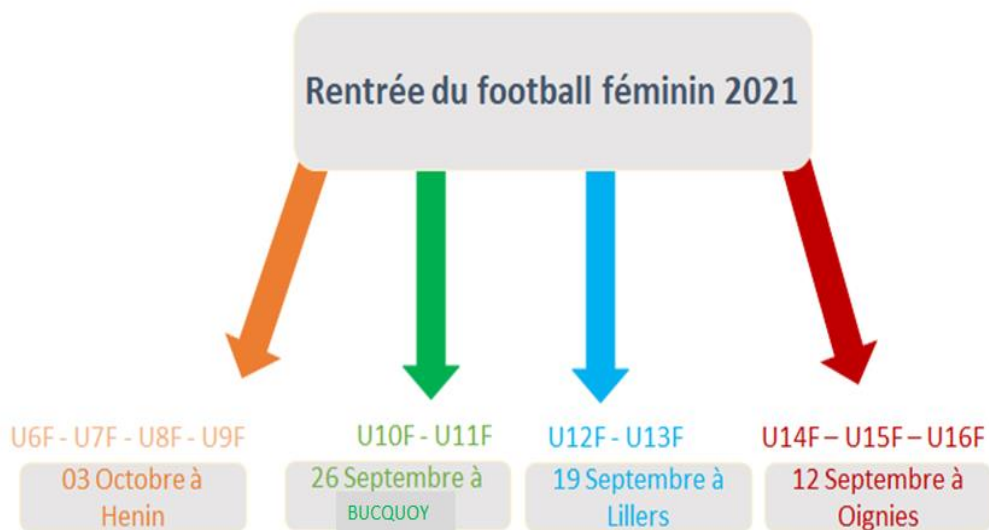 Rentrée du football féminin 2021
U6F - U7F - U8F - U9F
03 Octobre à
Henin
U10F - U11F
26 Septembre à
BUCQUOY
U12F - U13F
19 Septembre à
Lillers
U14F – U15F – U16F
12 Septembre à
Oignies